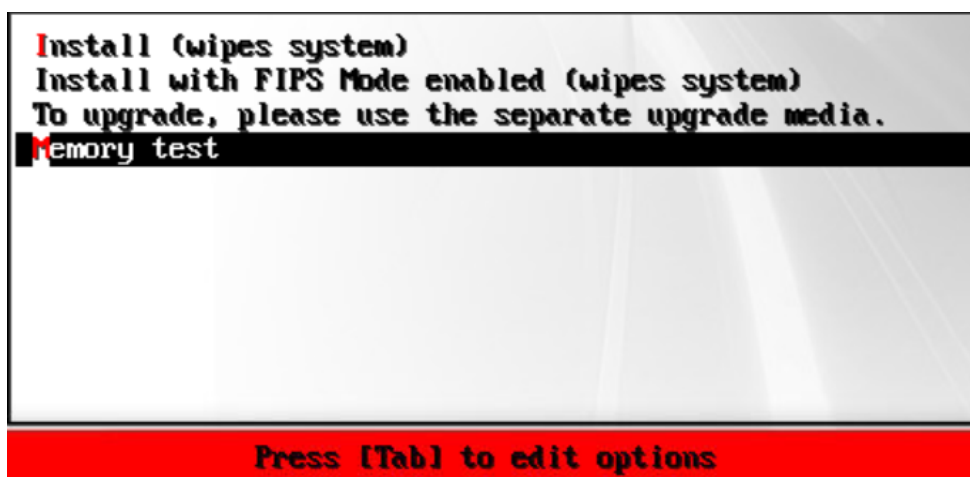 Install (wipes system)
Install with FIPS Mode enabled (wipes system)
To upgrade, please use the separate upgrade media.
Memory test
Press [Tab] to edit options